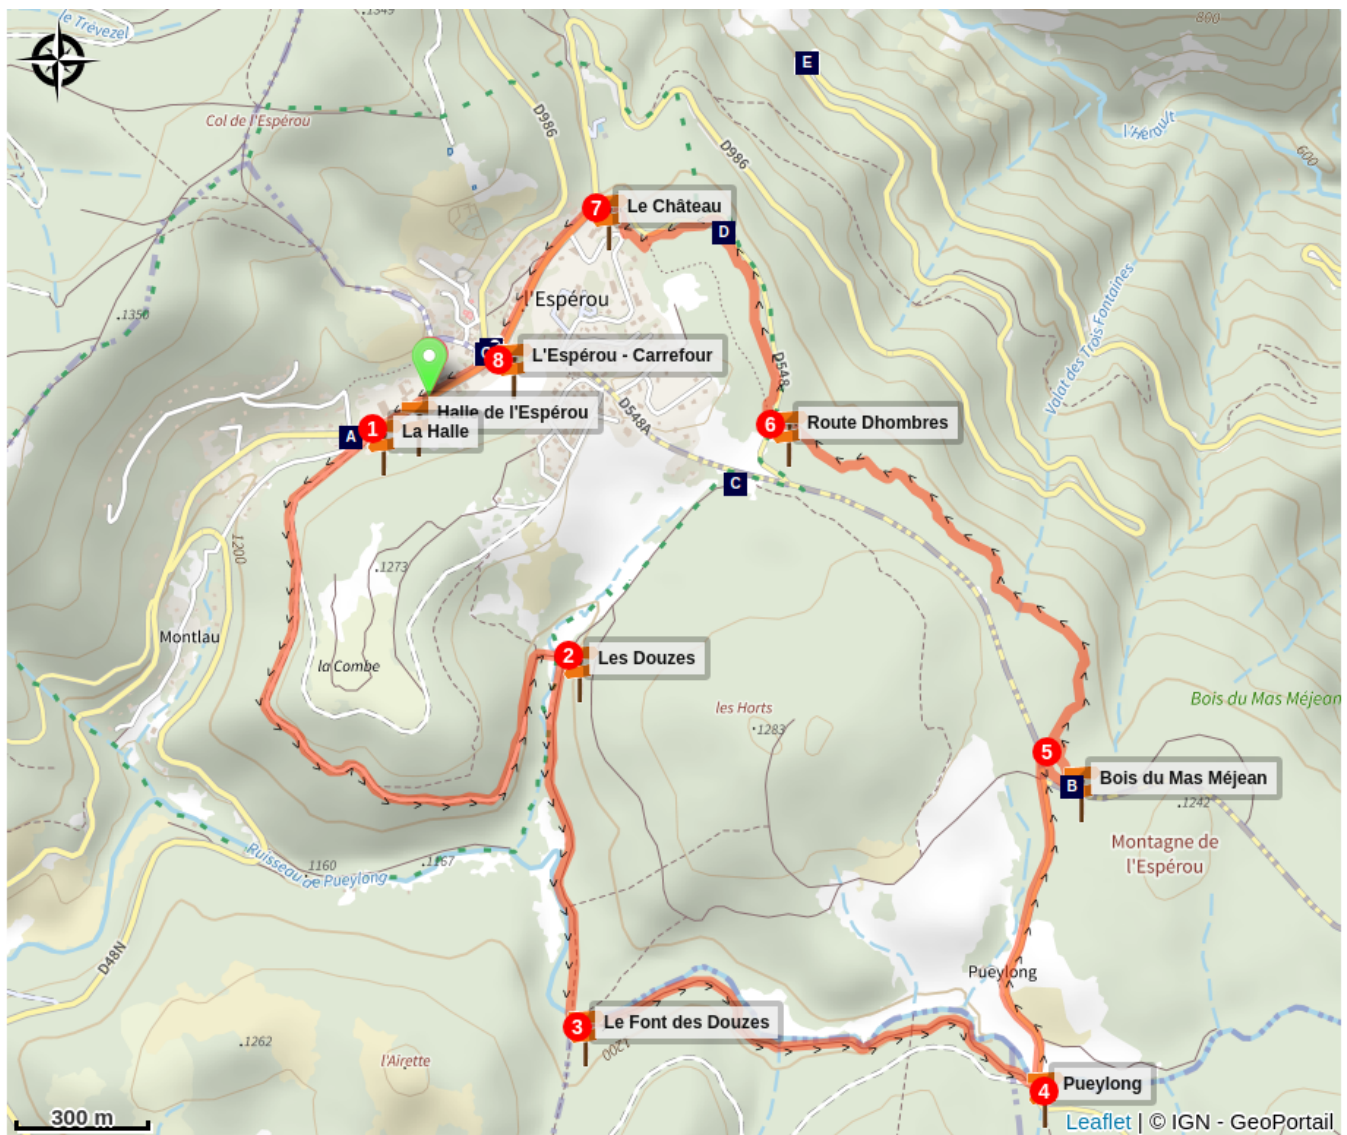 le Trévezel
.1349
800
E
Col de l'Espérou
D986
D986
l'Hérault
600
7
Le Château
D
.1350
l'Espérou
Valat des Trois Fontaines
8
L'Espérou - Carrefour
D548
Halle de l'Espérou
A
1
La Halle
D548A
6
Route Dhombres
C
1200
.1273
Montlau
la Combe
2
Les Douzes
les Horts
.1283
Bois du Mas Méjean
5
B
Bois du Mas Méjean
.1242
Montagne de
l'Espérou
Ruisseau de Pueylong
1160
.1167
D48N
Pueylong
3
Le Font des Douzes
1200
.1262
l'Airette
4
Pueylong
300 m
Leaflet | © IGN - GeoPortail